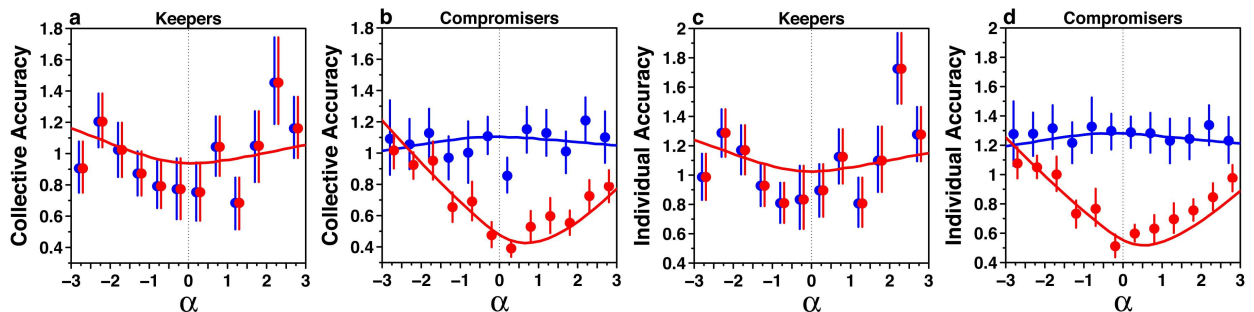 a Keepers
Collective Accuracy
1.8
1.6
1.4
1.2
1
0.8
0.6
0.4
−3 −2 −1 0 1 2 3
α
b Compromisers
Collective Accuracy
1.8
1.6
1.4
1.2
1
0.8
0.6
0.4
−3 −2 −1 0 1 2 3
α
c Keepers
Individual Accuracy
2
1.8
1.6
1.4
1.2
1
0.8
0.6
0.4
−3 −2 −1 0 1 2 3
α
d Compromisers
Individual Accuracy
2
1.8
1.6
1.4
1.2
1
0.8
0.6
0.4
−3 −2 −1 0 1 2 3
α